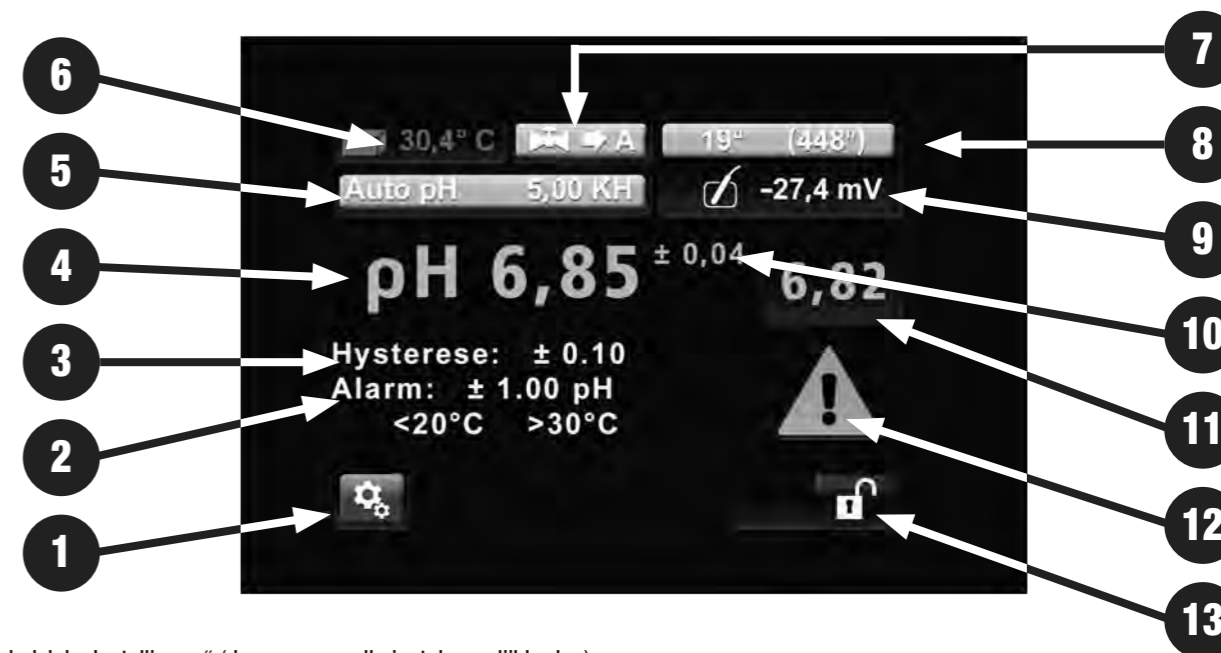 6
7
30,4° C
A
19" (448")
8
5
Auto pH 5,00 KH
-27,4 mV
9
4
pH 6,85 ± 0,04
6,82
10
3
Hysterese: ± 0.10
Alarm: ± 1.00 pH
<20°C >30°C
11
2
12
1
13